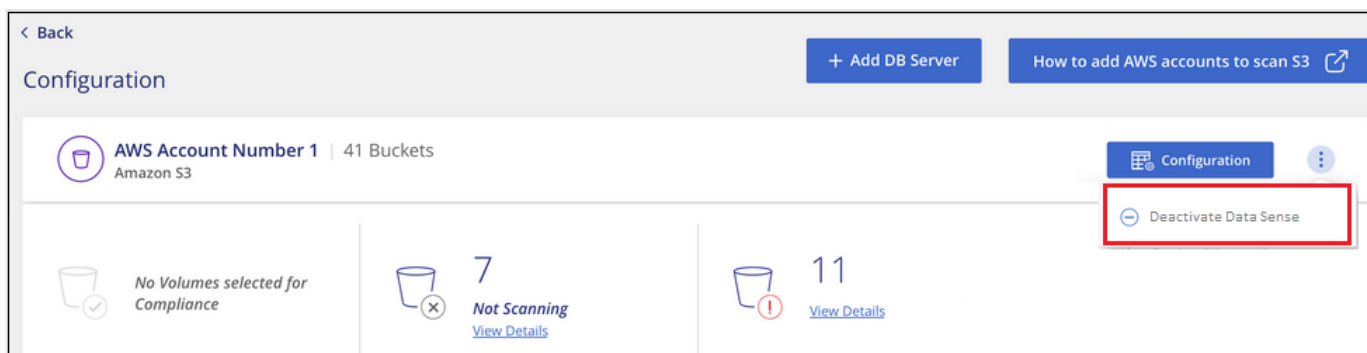 < Back
+ Add DB Server
How to add AWS accounts to scan S3
Configuration
AWS Account Number 1 | 41 Buckets
Amazon S3
Configuration
Deactivate Data Sense
No Volumes selected for
Compliance
7
Not Scanning
View Details
11
View Details